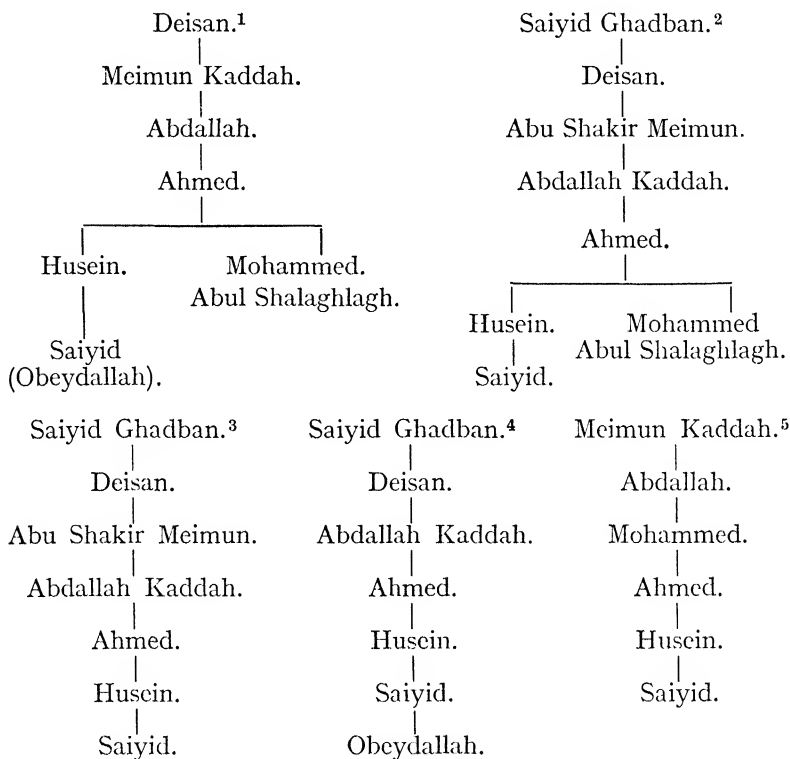 Deisan.¹
Meimun Kaddah.
Abdallah.
Ahmed.
Husein.
Mohammed.
Abul Shalaghlagh.
Saiyid
(Obeydallah).
Saiyid Ghadban.²
Deisan.
Abu Shakir Meimun.
Abdallah Kaddah.
Ahmed.
Husein.
Mohammed
Abul Shalaghlagh.
Saiyid.
Saiyid Ghadban.³
Deisan.
Abu Shakir Meimun.
Abdallah Kaddah.
Ahmed.
Husein.
Saiyid.
Saiyid Ghadban.⁴
Deisan.
Abdallah Kaddah.
Ahmed.
Husein.
Saiyid.
Obeydallah.
Meimun Kaddah.⁵
Abdallah.
Mohammed.
Ahmed.
Husein.
Saiyid.